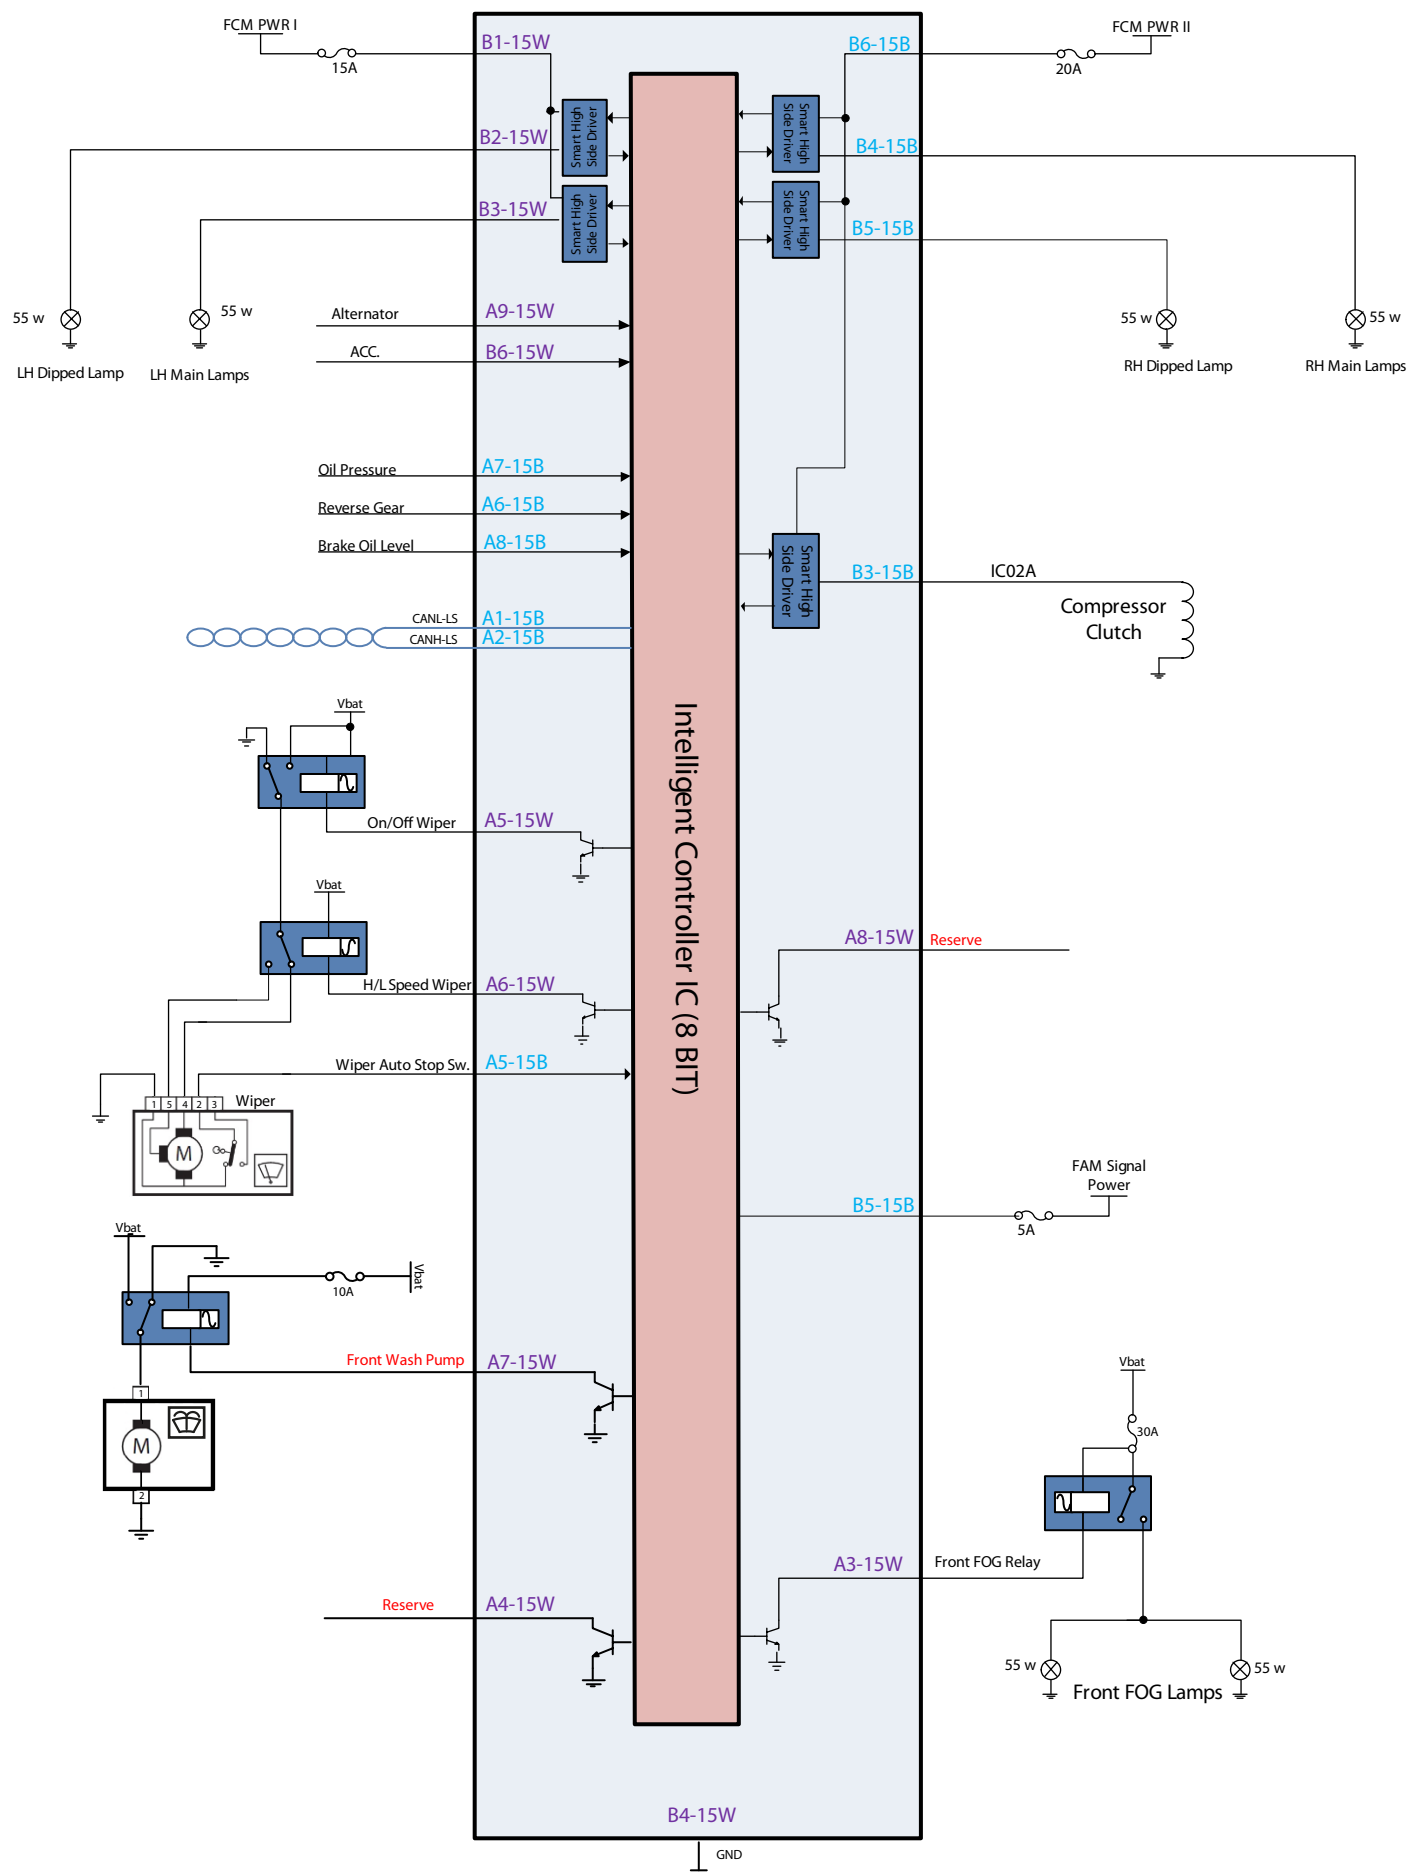 FCM PWR I
15A
B1-15W
B6-15B
FCM PWR II
20A
Smart High
Side Driver
Smart High
Side Driver
B2-15W
B4-15B
Smart High
Side Driver
Smart High
Side Driver
B3-15W
B5-15B
55 w
LH Dipped Lamp
55 w
LH Main Lamps
55 w
RH Dipped Lamp
55 w
RH Main Lamps
Alternator
A9-15W
ACC.
B6-15W
Oil Pressure
A7-15B
Reverse Gear
A6-15B
Brake Oil Level
A8-15B
Smart High
Side Driver
B3-15B
IC02A
Compressor
Clutch
CANL-LS
A1-15B
CANH-LS
A2-15B
Intelligent Controller IC (8 BIT)
Vbat
On/Off Wiper
A5-15W
Vbat
H/L Speed Wiper
A6-15W
A8-15W
Reserve
Wiper Auto Stop Sw.
A5-15B
1 5 4 2 3
Wiper
M
FAM Signal
Power
B5-15B
5A
Vbat
10A
Vbat
Front Wash Pump
A7-15W
1
M
2
Vbat
30A
A3-15W
Front FOG Relay
Reserve
A4-15W
55 w
55 w
Front FOG Lamps
B4-15W
GND